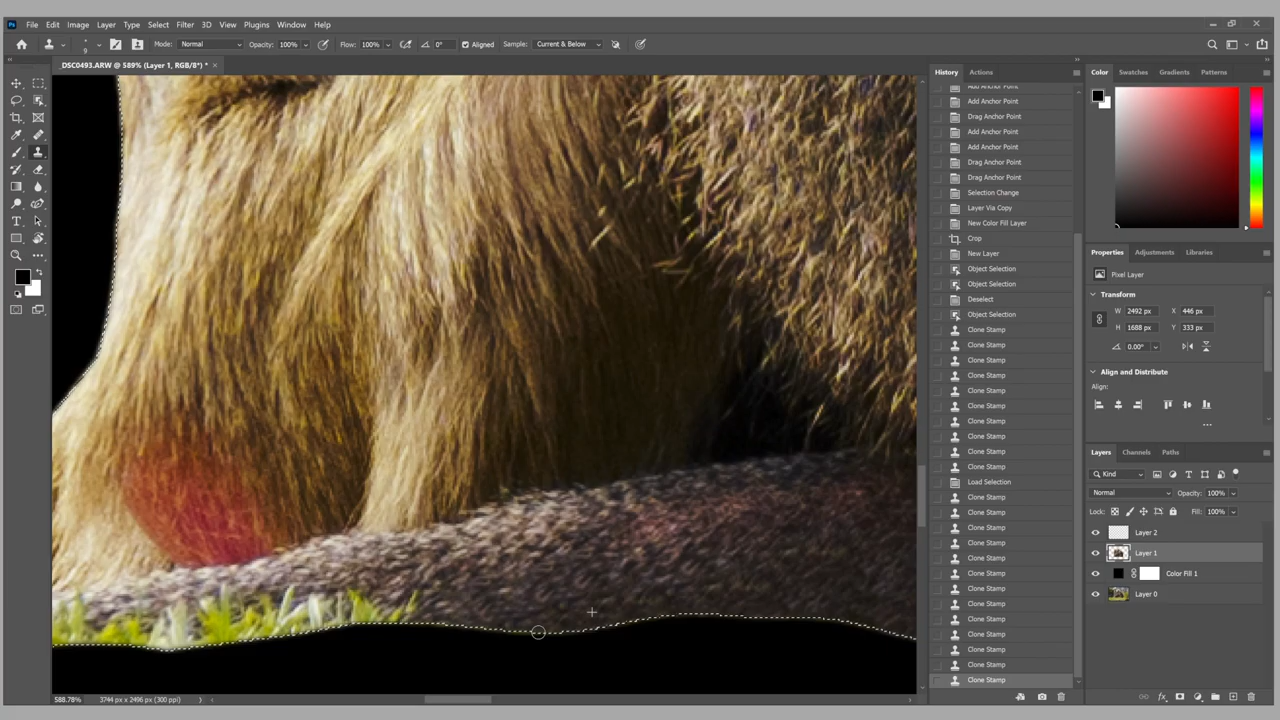 Ps File Edit Image Layer Type Select Filter 3D View Plugins Window Help
9 Mode: Normal Opacity: 100% Flow: 100% 0° Aligned Sample: Current & Below
_DSC0493.ARW @ 589% (Layer 1, RGB/8*) * ×
History Actions
Add Anchor Point
Add Anchor Point
Drag Anchor Point
Add Anchor Point
Add Anchor Point
Drag Anchor Point
Drag Anchor Point
Selection Change
Layer Via Copy
New Color Fill Layer
Crop
New Layer
Object Selection
Object Selection
Deselect
Object Selection
Clone Stamp
Clone Stamp
Clone Stamp
Clone Stamp
Clone Stamp
Clone Stamp
Clone Stamp
Clone Stamp
Clone Stamp
Clone Stamp
Load Selection
Clone Stamp
Clone Stamp
Clone Stamp
Clone Stamp
Clone Stamp
Clone Stamp
Clone Stamp
Clone Stamp
Clone Stamp
Clone Stamp
Clone Stamp
Clone Stamp
Clone Stamp
Color Swatches Gradients Patterns
Properties Adjustments Libraries
Pixel Layer
Transform
W 2492 px X 446 px
H 1688 px Y 333 px
0.00°
Align and Distribute
Align:
Layers Channels Paths
Kind
Normal Opacity: 100%
Lock: Fill: 100%
Layer 2
Layer 1
Color Fill 1
Layer 0
588.78% 3744 px x 2496 px (300 ppi)